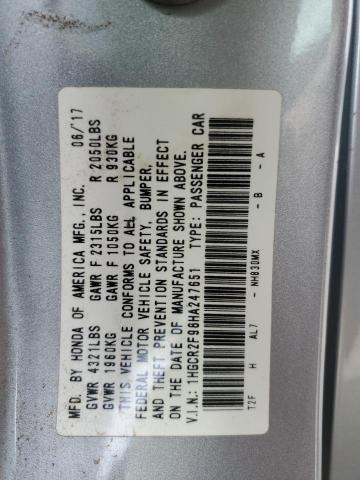 MFD. BY HONDA OF AMERICA MFG., INC. 06/'17
GVWR 4321LBS GAWR F 2315LBS R 2050LBS
GVWR 1960KG GAWR F 1050KG R 930KG
THIS VEHICLE CONFORMS TO ALL APPLICABLE
FEDERAL MOTOR VEHICLE SAFETY, BUMPER,
AND THEFT PREVENTION STANDARDS IN EFFECT
ON THE DATE OF MANUFACTURE SHOWN ABOVE.
V.I.N.: 1HGCR2F98HA247651 TYPE: PASSENGER CAR
T2F H AL7 - NH830MX - B - A